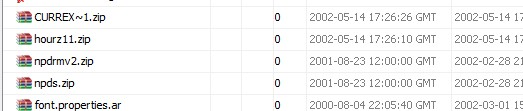 CURREX~1.zip 0 2002-05-14 17:26:26 GMT 2002-05-14
hourz11.zip 0 2002-05-14 17:26:10 GMT 2002-05-14
npdrmv2.zip 0 2001-08-23 12:00:00 GMT 2002-02-28 21
npds.zip 0 2001-08-23 12:00:00 GMT 2002-02-28
font.properties.ar 0 2000-08-04 22:05:40 GMT 2002-03-01 15